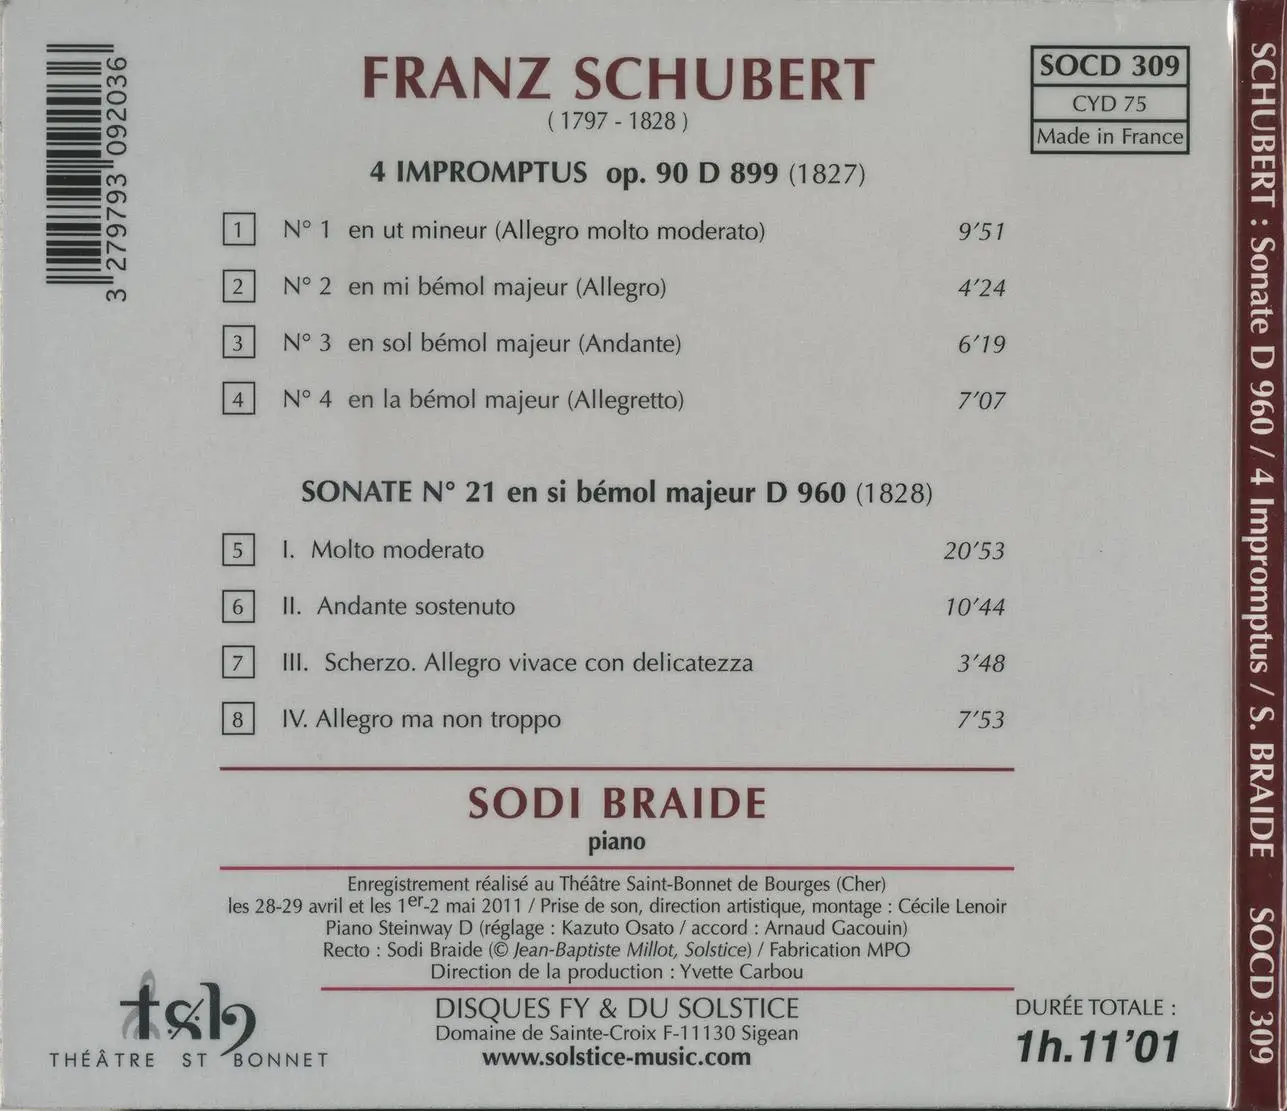 3 279793 092036
FRANZ SCHUBERT
(1797 - 1828)
SOCD 309
CYD 75
Made in France
4 IMPROMPTUS op. 90 D 899 (1827)
1 N° 1 en ut mineur (Allegro molto moderato) 9'51
2 N° 2 en mi bémol majeur (Allegro) 4'24
3 N° 3 en sol bémol majeur (Andante) 6'19
4 N° 4 en la bémol majeur (Allegretto) 7'07
SONATE N° 21 en si bémol majeur D 960 (1828)
5 I. Molto moderato 20'53
6 II. Andante sostenuto 10'44
7 III. Scherzo. Allegro vivace con delicatezza 3'48
8 IV. Allegro ma non troppo 7'53
SODI BRAIDE
piano
Enregistrement réalisé au Théâtre Saint-Bonnet de Bourges (Cher)
les 28-29 avril et les 1er-2 mai 2011 / Prise de son, direction artistique, montage : Cécile Lenoir
Piano Steinway D (réglage : Kazuto Osato / accord : Arnaud Gacouin)
Recto : Sodi Braide (© Jean-Baptiste Millot, Solstice) / Fabrication MPO
Direction de la production : Yvette Carbou
tsb
THÉÂTRE ST BONNET
DISQUES FY & DU SOLSTICE
Domaine de Sainte-Croix F-11130 Sigean
www.solstice-music.com
DURÉE TOTALE :
1h.11'01
SCHUBERT : Sonate D 960 / 4 Impromptus / S. BRAIDE SOCD 309